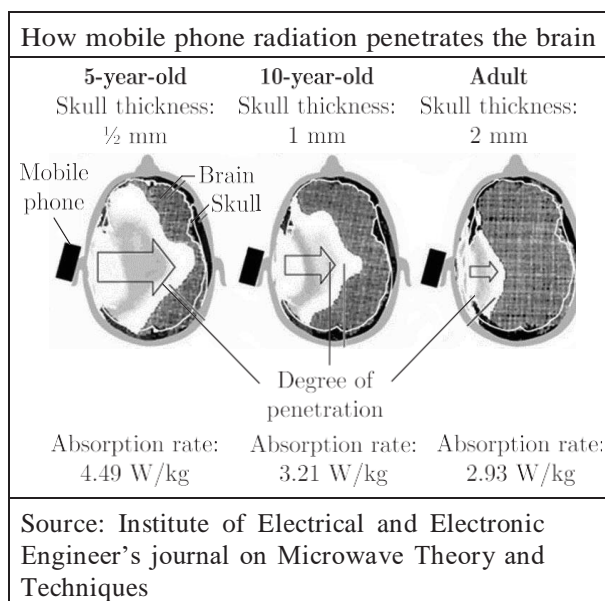 How mobile phone radiation penetrates the brain
5-year-old 10-year-old Adult
Skull thickness: Skull thickness: Skull thickness:
½ mm 1 mm 2 mm
Mobile phone
Brain
Skull
Degree of
penetration
Absorption rate: Absorption rate: Absorption rate:
4.49 W/kg 3.21 W/kg 2.93 W/kg
Source: Institute of Electrical and Electronic
Engineer's journal on Microwave Theory and
Techniques